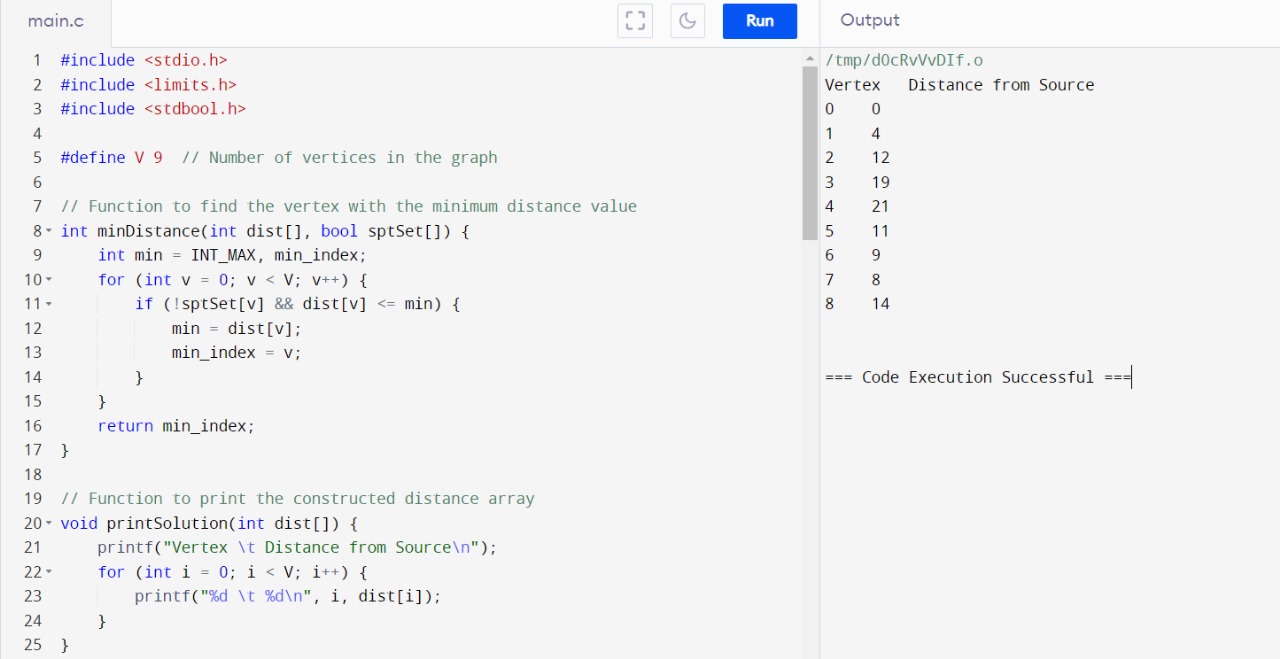 main.c
Run
Output
1 #include <stdio.h>
2 #include <limits.h>
3 #include <stdbool.h>
4
5 #define V 9  // Number of vertices in the graph
6
7 // Function to find the vertex with the minimum distance value
8 int minDistance(int dist[], bool sptSet[]) {
9     int min = INT_MAX, min_index;
10     for (int v = 0; v < V; v++) {
11         if (!sptSet[v] && dist[v] <= min) {
12             min = dist[v];
13             min_index = v;
14         }
15     }
16     return min_index;
17 }
18
19 // Function to print the constructed distance array
20 void printSolution(int dist[]) {
21     printf("Vertex \t Distance from Source\n");
22     for (int i = 0; i < V; i++) {
23         printf("%d \t %d\n", i, dist[i]);
24     }
25 }
/tmp/dOcRvVvDIf.o
Vertex   Distance from Source
0    0
1    4
2    12
3    19
4    21
5    11
6    9
7    8
8    14
=== Code Execution Successful ===